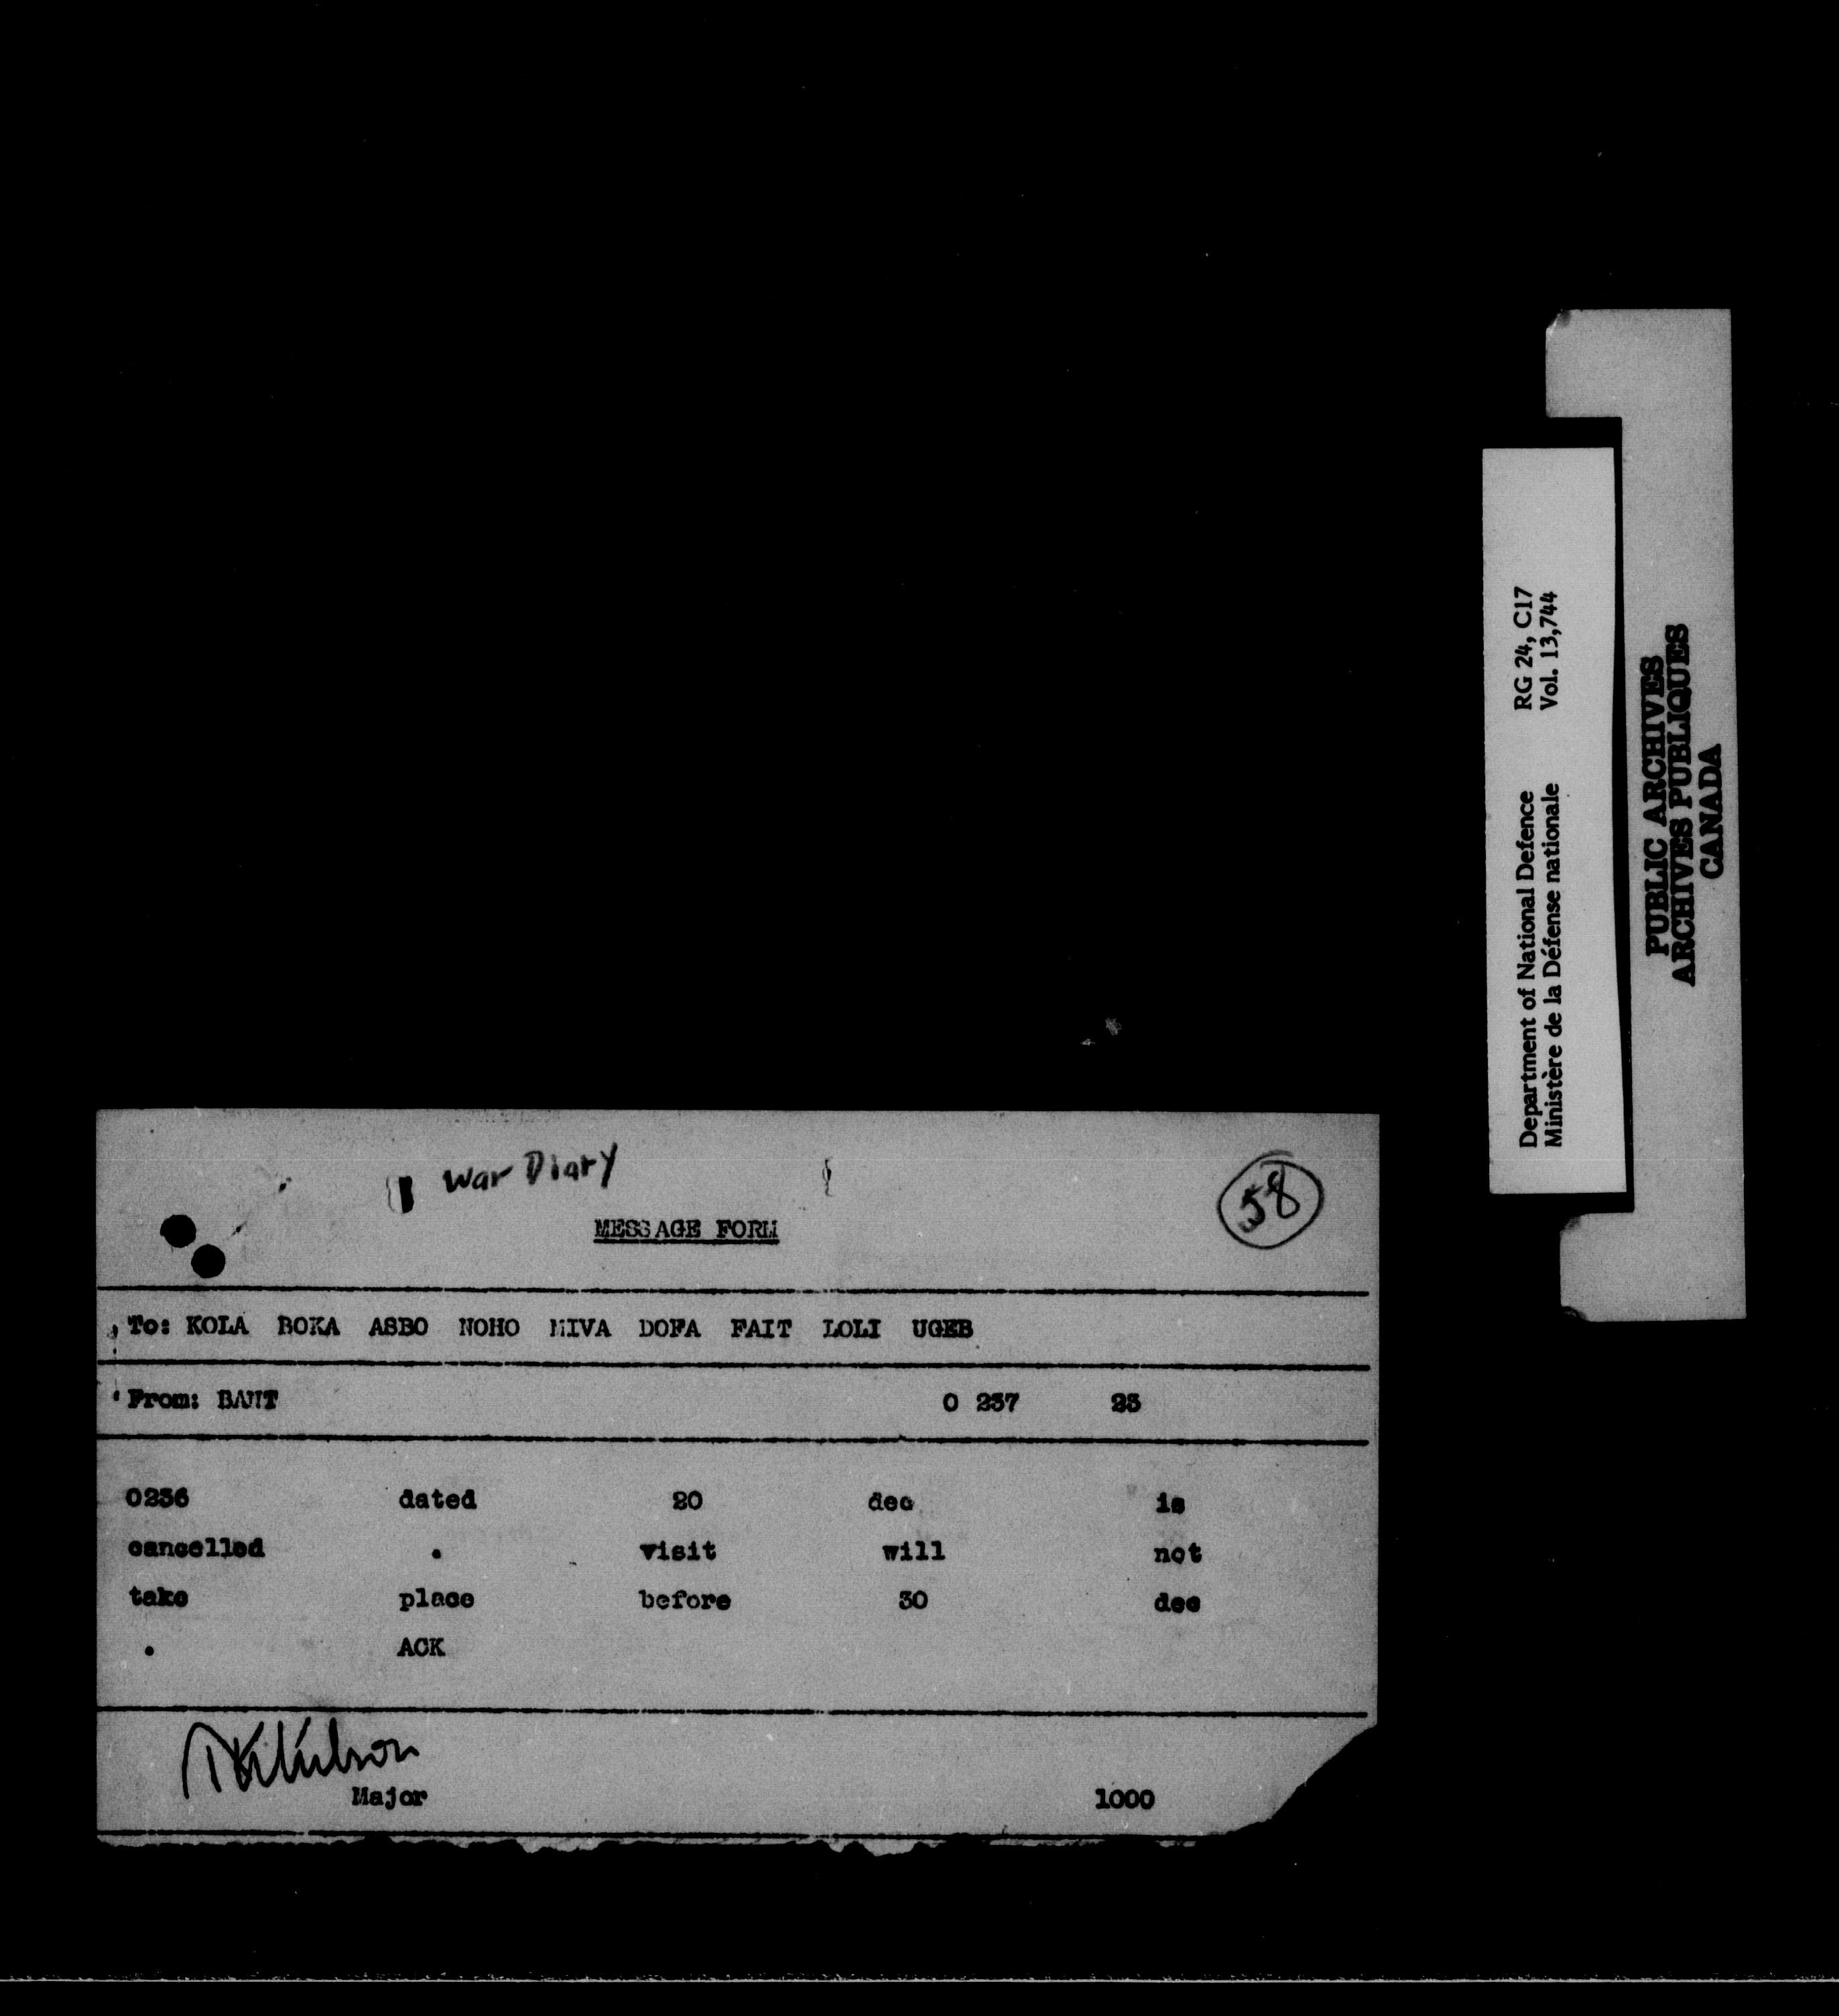 War Diary
58
MESSAGE FORM
To: KOLA BOKA ASBO NOHO MIVA DOFA FAIT LOLI UGEB
From: BAUT 0 237 23
0236 dated 20 dec is
cancelled . visit will not
take place before 30 dec
. ACK
Major 1000
Department of National Defence RG 24, C17
Ministère de la Défense nationale Vol. 13,744
PUBLIC ARCHIVES
ARCHIVES PUBLIQUES
CANADA